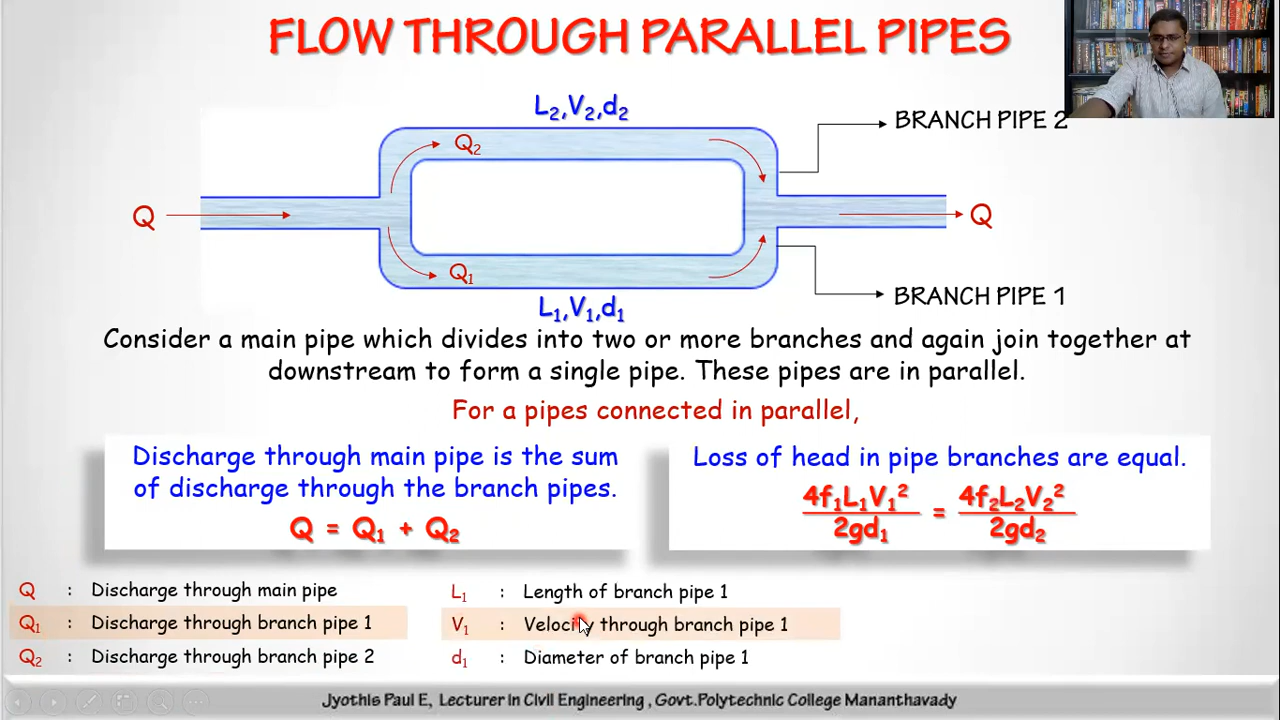 FLOW THROUGH PARALLEL PIPES
L₂,V₂,d₂
BRANCH PIPE 2
Q₂
Q
Q
Q₁
BRANCH PIPE 1
L₁,V₁,d₁
Consider a main pipe which divides into two or more branches and again join together at
downstream to form a single pipe. These pipes are in parallel.
For a pipes connected in parallel,
Discharge through main pipe is the sum
of discharge through the branch pipes.
Q = Q₁ + Q₂
Loss of head in pipe branches are equal.
4f₁L₁V₁²/2gd₁ = 4f₂L₂V₂²/2gd₂
Q : Discharge through main pipe
Q₁ : Discharge through branch pipe 1
Q₂ : Discharge through branch pipe 2
L₁ : Length of branch pipe 1
V₁ : Velocity through branch pipe 1
d₁ : Diameter of branch pipe 1
Jyothis Paul E, Lecturer in Civil Engineering , Govt.Polytechnic College Mananthavady